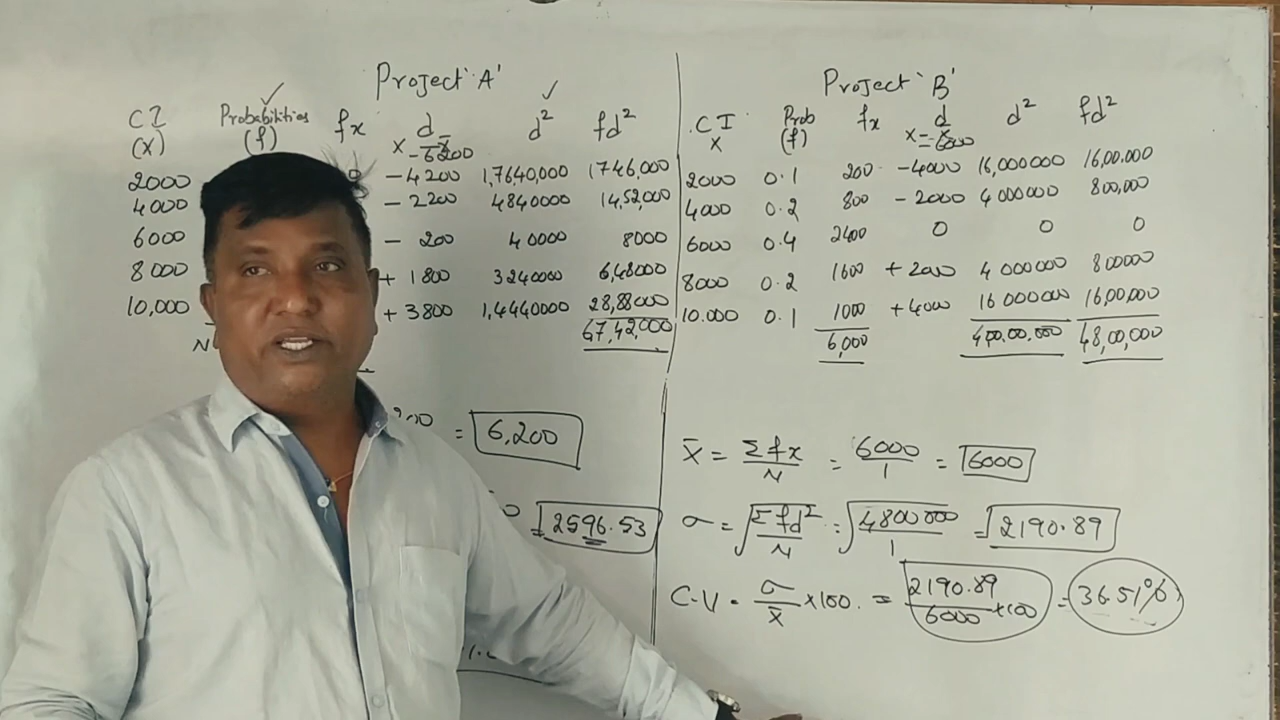 Project 'A'
CI Probabilities fx d d² fd²
(X) (f) x - x̄
- 6200
2000 - 4200 1,7640,000 1746,000
4000 - 2200 4840000 14,52,000
6000 - 200 40000 8000
8000 + 1800 3240000 6,48000
10,000 + 3800 1,4440000 28,88000
N 67,42,000
= 6,200
= 2596.53
Project 'B'
CI Prob fx d d² fd²
X (f)
2000 0.1 200 - 4000 16,000000 16,00.000
4000 0.2 800 - 2000 4000000 800,000
6000 0.4 2400 0 0 0
8000 0.2 1600 + 2000 4000000 800000
10.000 0.1 1000 + 4000 16000000 16,00,000
6,000 400,00,000 48,00,000
x̄ = Σfx/N = 6000/1 = 6000
σ = √Σfd²/N = √4800000/1 = 2190.89
C.V = σ/x̄ ×100. = 2190.89/6000 ×100 = 36.51%